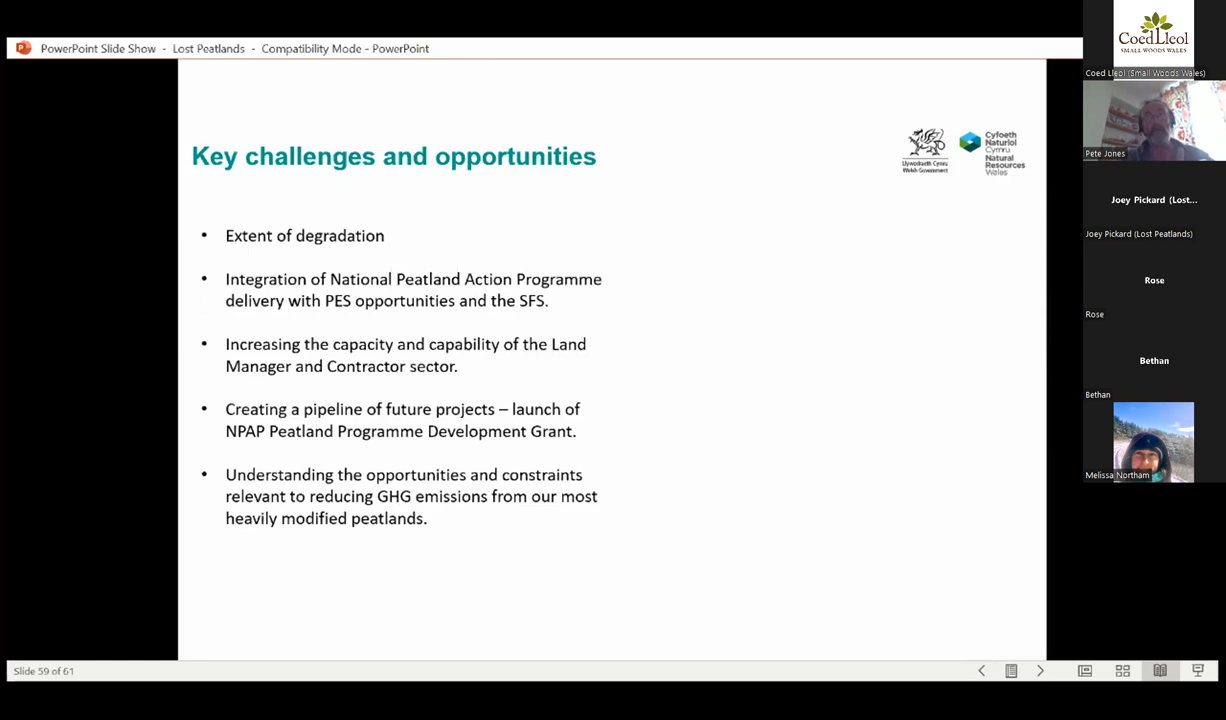 PowerPoint Slide Show - Lost Peatlands - Compatibility Mode - PowerPoint
Key challenges and opportunities
Llywodraeth Cymru
Welsh Government
Cyfoeth
Naturiol
Cymru
Natural
Resources
Wales
• Extent of degradation
• Integration of National Peatland Action Programme
delivery with PES opportunities and the SFS.
• Increasing the capacity and capability of the Land
Manager and Contractor sector.
• Creating a pipeline of future projects – launch of
NPAP Peatland Programme Development Grant.
• Understanding the opportunities and constraints
relevant to reducing GHG emissions from our most
heavily modified peatlands.
Slide 59 of 61
Coed Lleol
SMALL WOODS WALES
Coed Lleol (Small Woods Wales)
Pete Jones
Joey Pickard (Lost...
Joey Pickard (Lost Peatlands)
Rose
Rose
Bethan
Bethan
Melissa Northam